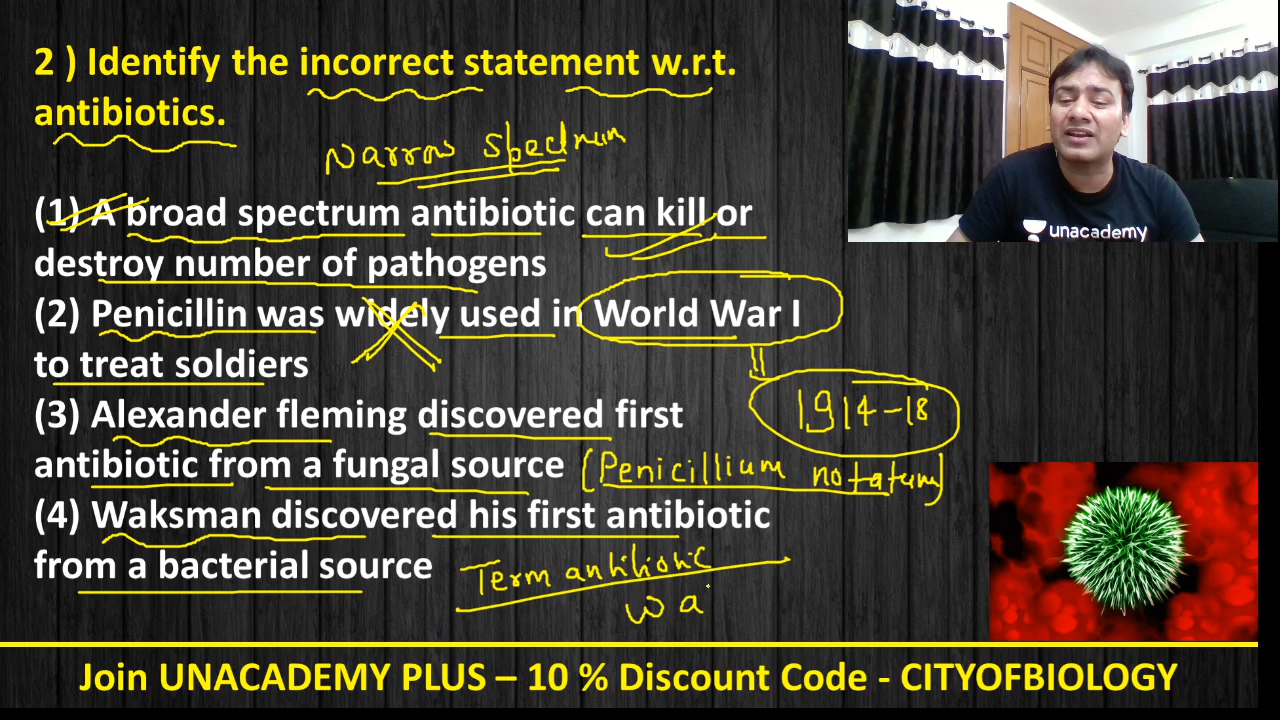 2 ) Identify the incorrect statement w.r.t.
antibiotics.
Narrow spectrum
(1) A broad spectrum antibiotic can kill or
destroy number of pathogens
(2) Penicillin was widely used in World War I
to treat soldiers
1914-18
(3) Alexander fleming discovered first
antibiotic from a fungal source (Penicillium notatum)
(4) Waksman discovered his first antibiotic
from a bacterial source
Term antibiotic
wa
unacademy
Join UNACADEMY PLUS – 10 % Discount Code - CITYOFBIOLOGY